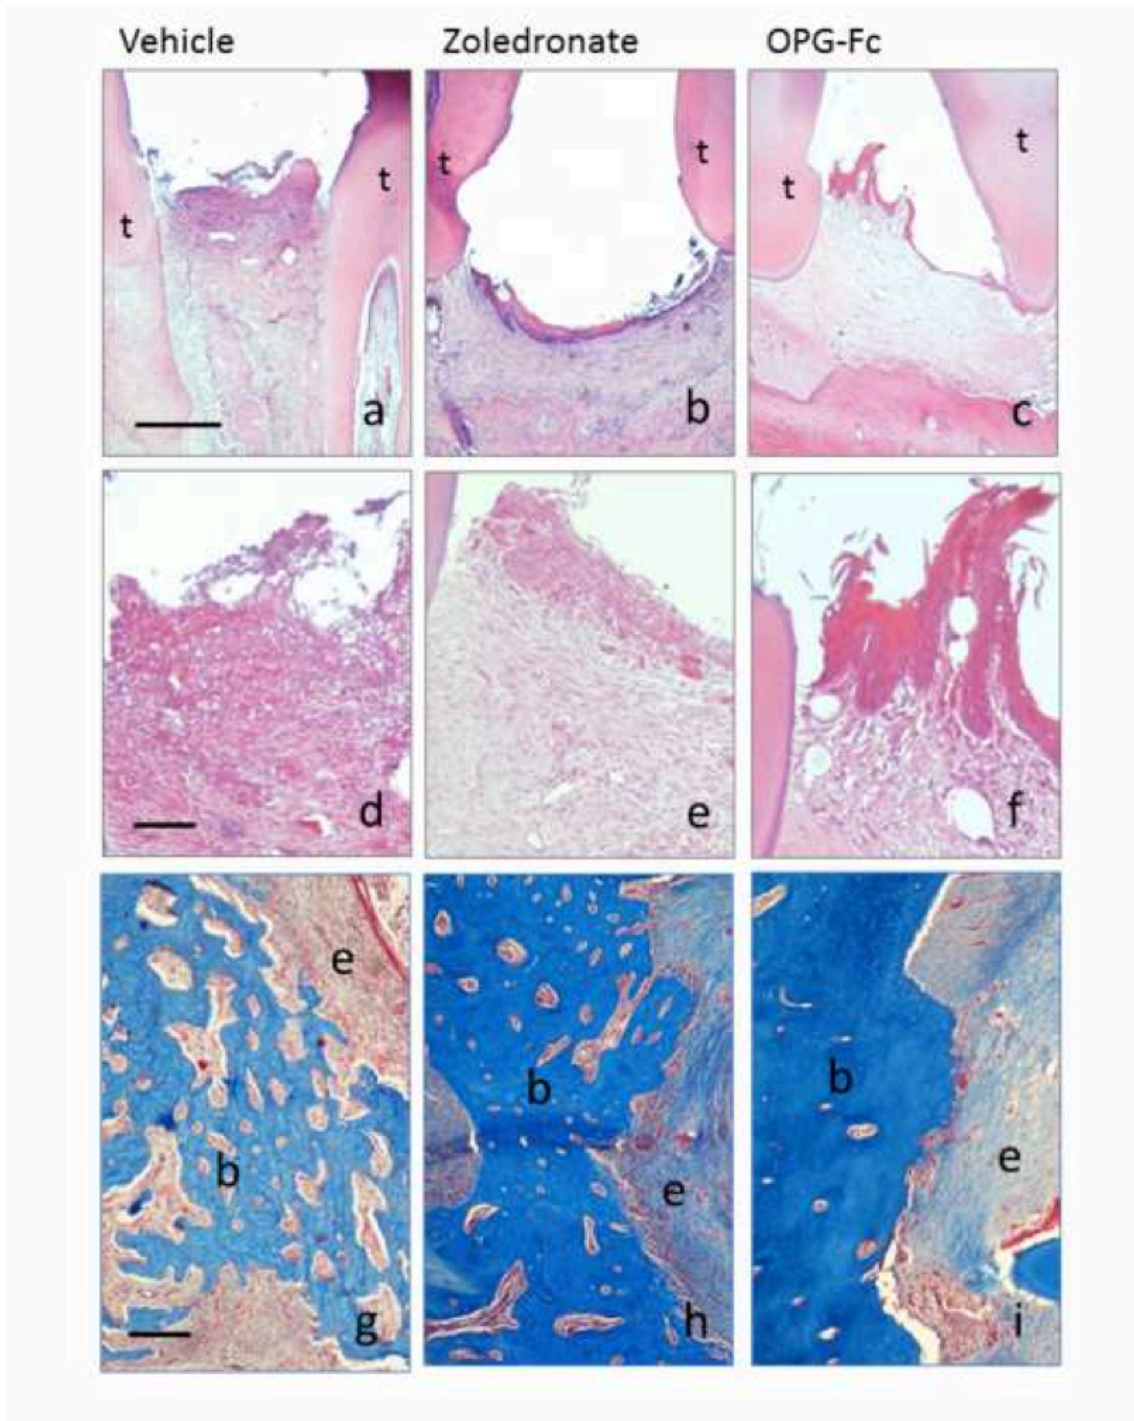 Vehicle Zoledronate OPG-Fc
t t a
t t b
t t c
d e f
e b g
b e h
b e i